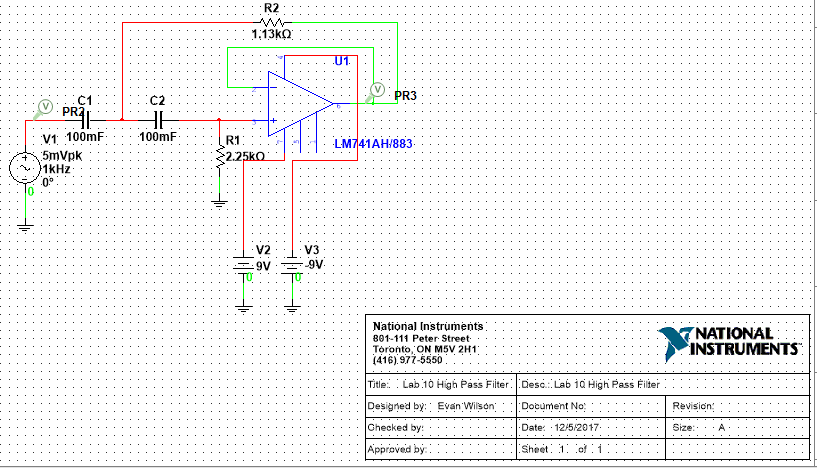 R2
1.13kΩ
U1
PR3
C1
C2
PR2
100mF
100mF
V1
5mVpk
1kHz
0°
0
R1
2.25kΩ
2
3
6
LM741AH/883
V2
9V
0
V3
-9V
0
National Instruments
801-111 Peter Street
Toronto, ON M5V 2H1
(416) 977-5550
NATIONAL
INSTRUMENTS
Title: Lab 10 High Pass Filter Desc.: Lab 10 High Pass Filter
Designed by: Evan Wilson Document No: Revision:
Checked by: Date: 12/5/2017 Size: A
Approved by: Sheet 1 of 1